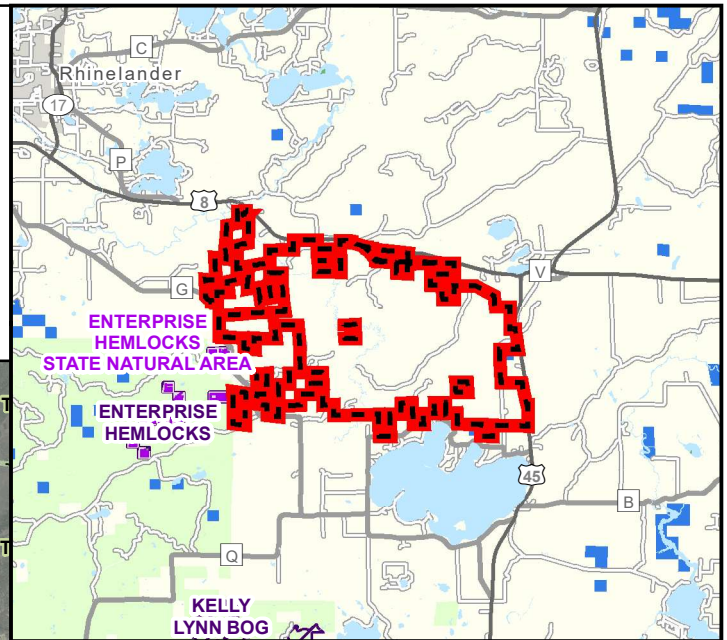 C
Rhinelander
17
P
8
V
G
ENTERPRISE
HEMLOCKS
STATE NATURAL AREA
ENTERPRISE
HEMLOCKS
45
B
Q
KELLY
LYNN BOG
T
T
T